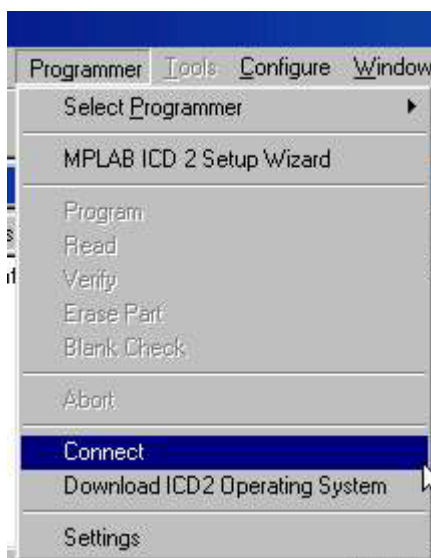 Programmer Tools Configure Window
Select Programmer
MPLAB ICD 2 Setup Wizard
Program
Read
Verify
Erase Part
Blank Check
Abort
Connect
Download ICD2 Operating System
Settings